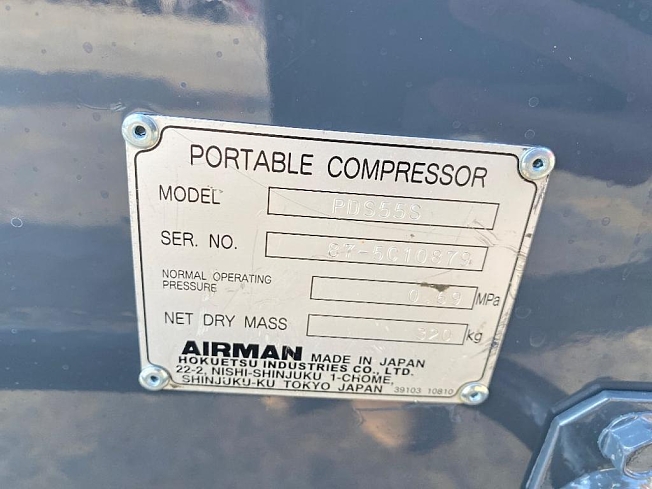 PORTABLE COMPRESSOR
MODEL PDS55S
SER. NO.
NORMAL OPERATING PRESSURE MPa
NET DRY MASS kg
AIRMAN MADE IN JAPAN
HOKUETSU INDUSTRIES CO., LTD.
22-2, NISHI-SHINJUKU 1-CHOME,
SHINJUKU-KU TOKYO JAPAN 39103 10810